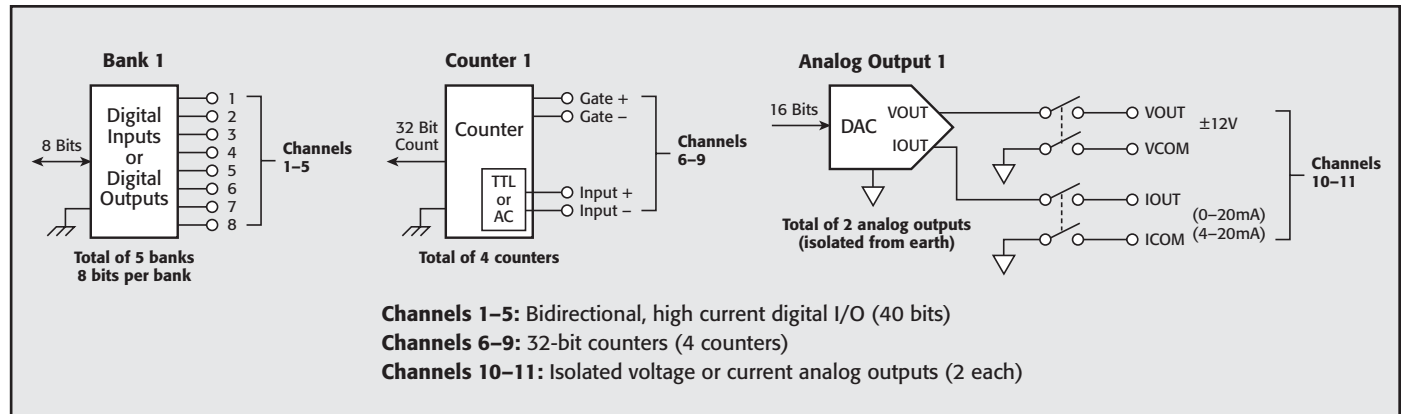 Bank 1
8 Bits
Digital
Inputs
or
Digital
Outputs
1
2
3
4
5
6
7
8
Channels
1–5
Total of 5 banks
8 bits per bank
Counter 1
32 Bit
Count
Counter
TTL
or
AC
Gate +
Gate –
Input +
Input –
Channels
6–9
Total of 4 counters
Analog Output 1
16 Bits
DAC
VOUT
IOUT
Total of 2 analog outputs
(isolated from earth)
VOUT
±12V
VCOM
IOUT
(0–20mA)
ICOM
(4–20mA)
Channels
10–11
Channels 1–5: Bidirectional, high current digital I/O (40 bits)
Channels 6–9: 32-bit counters (4 counters)
Channels 10–11: Isolated voltage or current analog outputs (2 each)